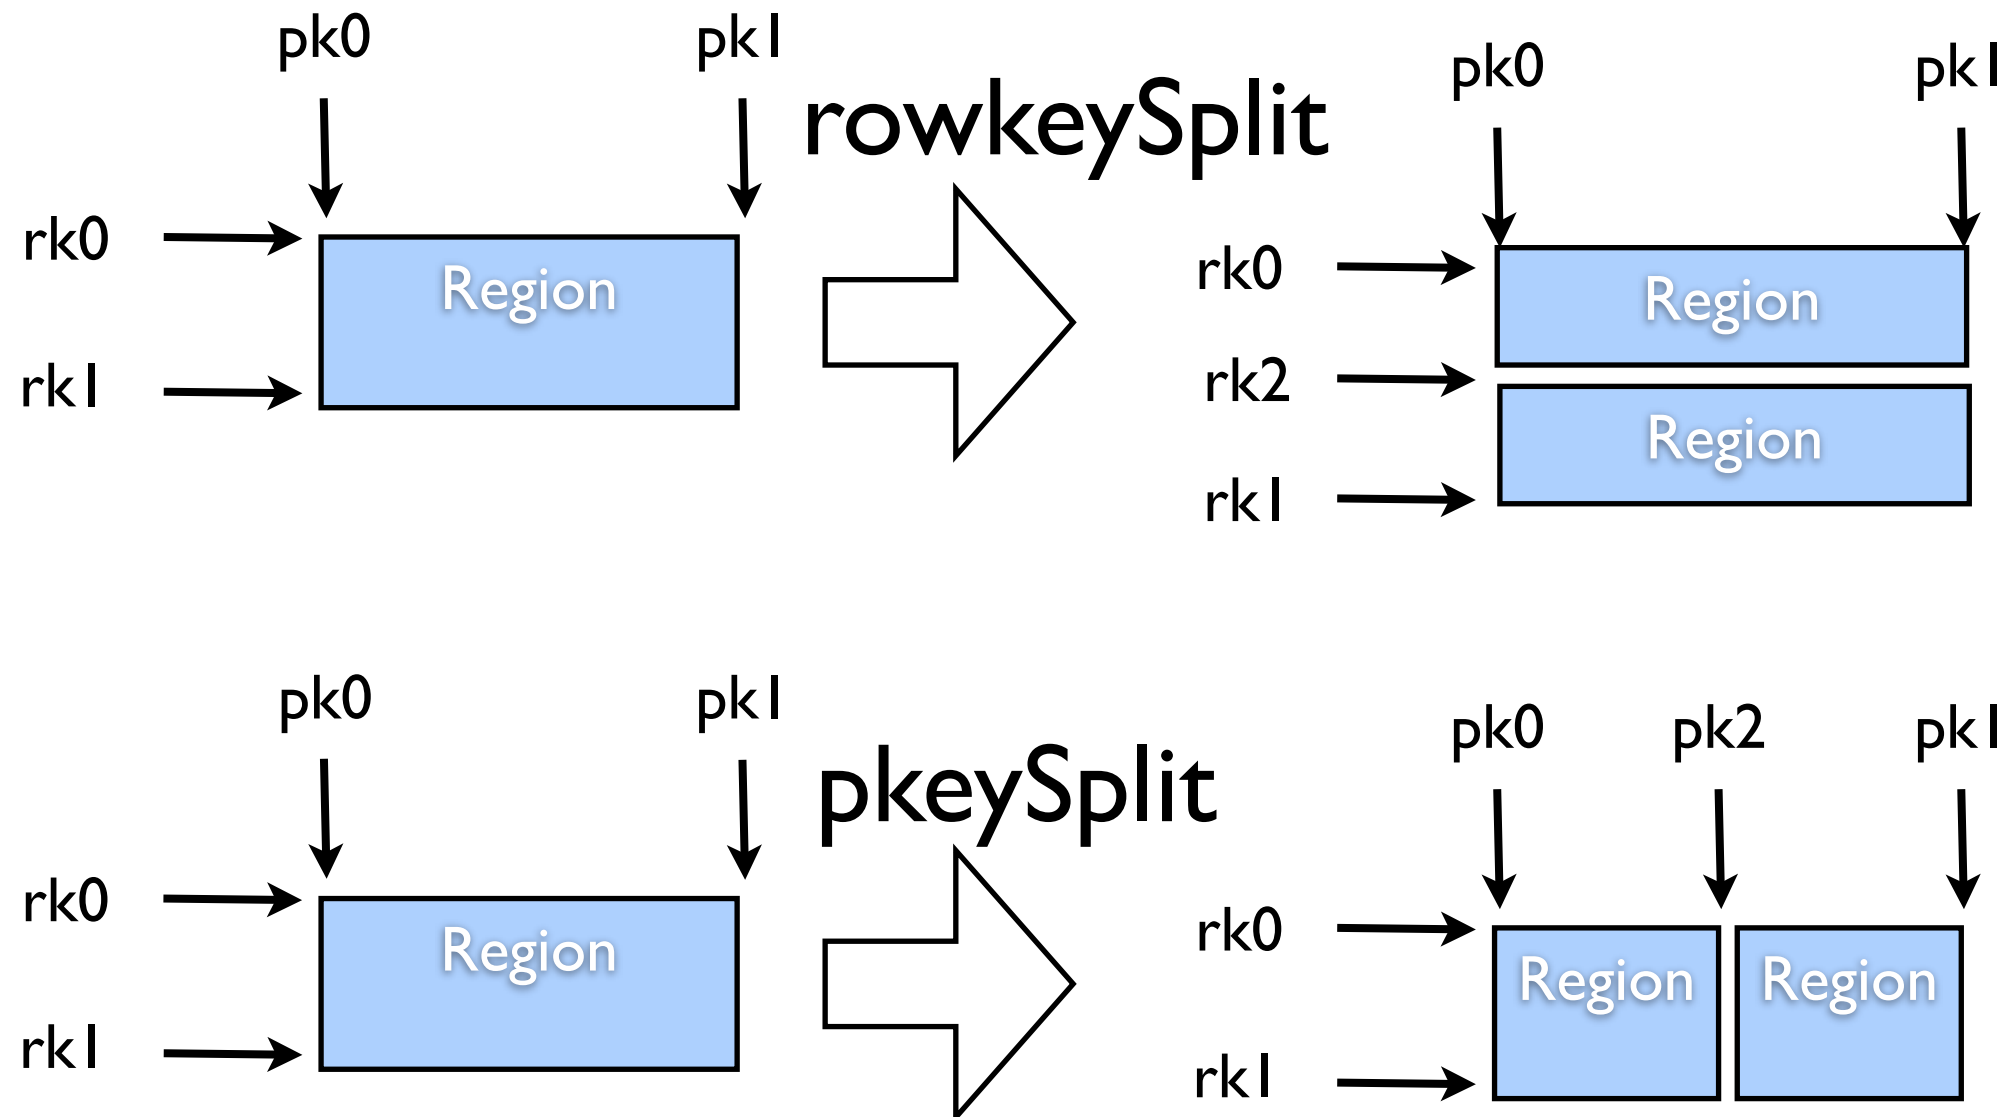 pk0 pk1
rowkeySplit
rk0
Region
rk1
pk0 pk1
rk0
Region
rk2
Region
rk1
pk0 pk1
pkeySplit
rk0
Region
rk1
pk0 pk2 pk1
rk0
Region Region
rk1